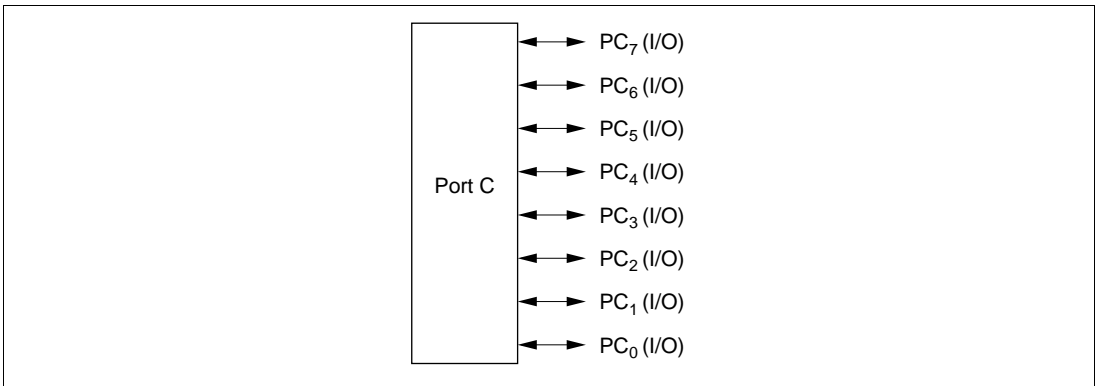 PC₇ (I/O)
PC₆ (I/O)
PC₅ (I/O)
PC₄ (I/O)
Port C
PC₃ (I/O)
PC₂ (I/O)
PC₁ (I/O)
PC₀ (I/O)